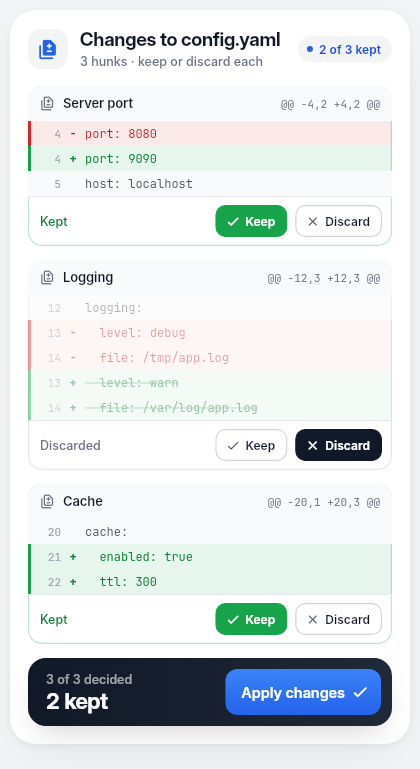 Changes to config.yaml
3 hunks · keep or discard each
2 of 3 kept
Server port @@ -4,2 +4,2 @@
4 - port: 8080
4 + port: 9090
5 host: localhost
Kept Keep Discard
Logging @@ -12,3 +12,3 @@
12 logging:
13 - level: debug
14 - file: /tmp/app.log
13 + level: warn
14 + file: /var/log/app.log
Discarded Keep Discard
Cache @@ -20,1 +20,3 @@
20 cache:
21 + enabled: true
22 + ttl: 300
Kept Keep Discard
3 of 3 decided
2 kept
Apply changes